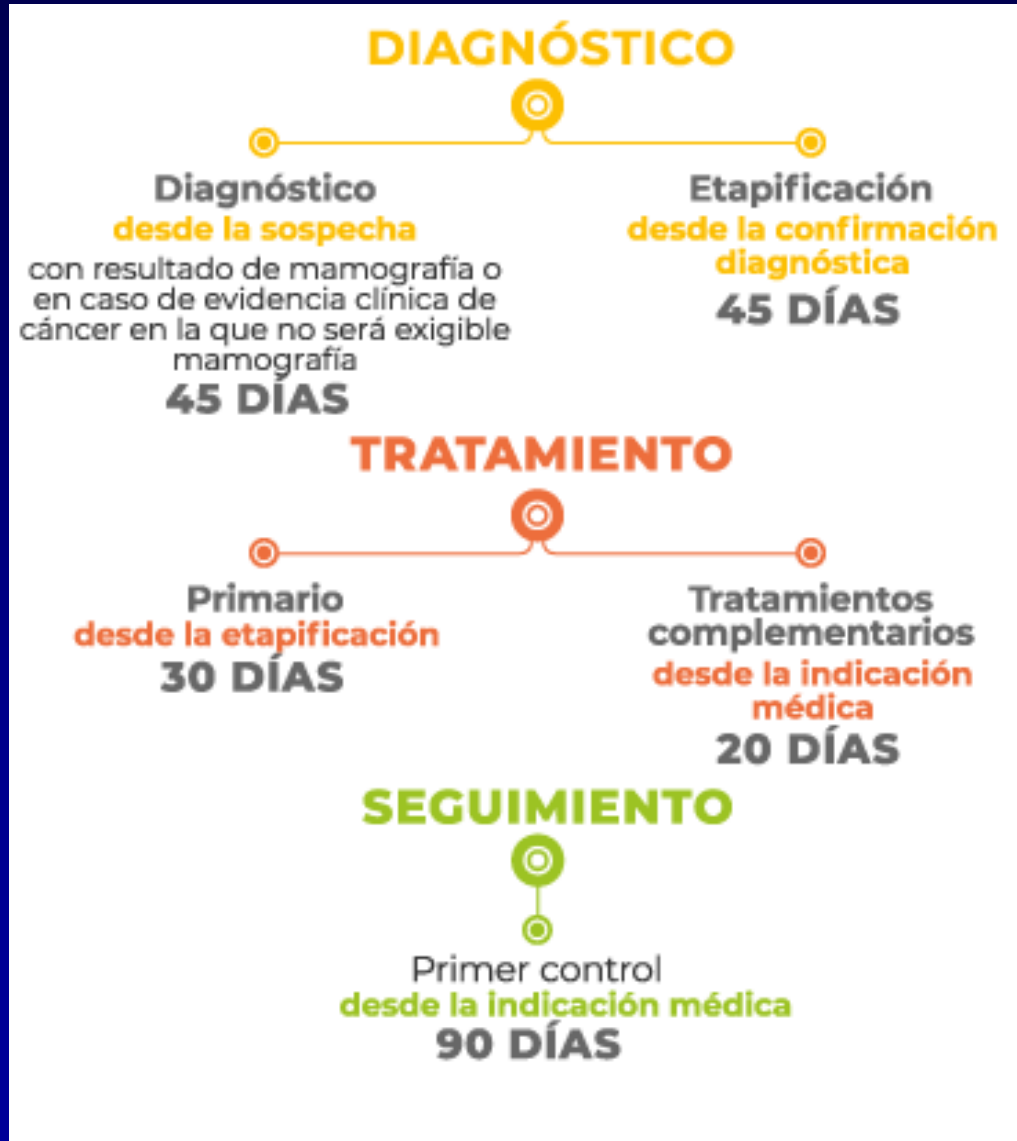 DIAGNÓSTICO
Diagnóstico
desde la sospecha
con resultado de mamografía o
en caso de evidencia clínica de
cáncer en la que no será exigible
mamografía
45 DÍAS
Etapificación
desde la confirmación
diagnóstica
45 DÍAS
TRATAMIENTO
Primario
desde la etapificación
30 DÍAS
Tratamientos
complementarios
desde la indicación
médica
20 DÍAS
SEGUIMIENTO
Primer control
desde la indicación médica
90 DÍAS